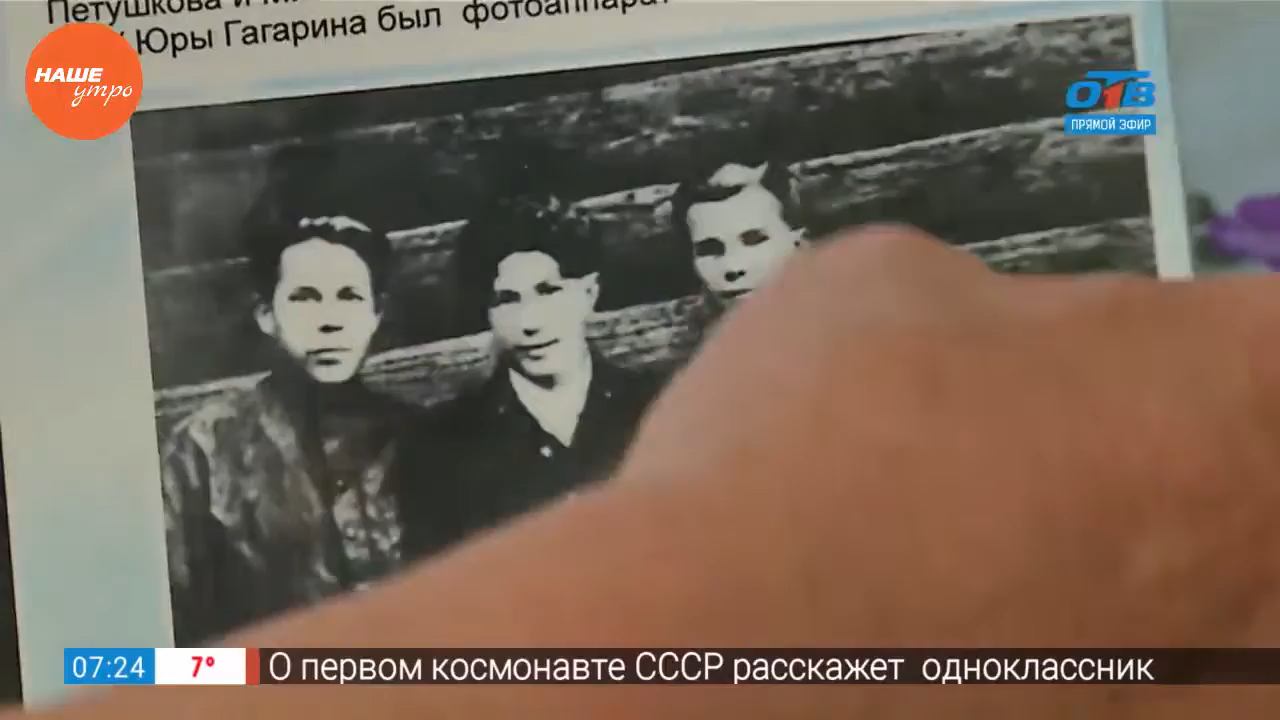 Петушкова и
Юры Гагарина был фотоаппарат
НАШЕ
утро
ОТВ
ПРЯМОЙ ЭФИР
07:24 7° О первом космонавте СССР расскажет одноклассник